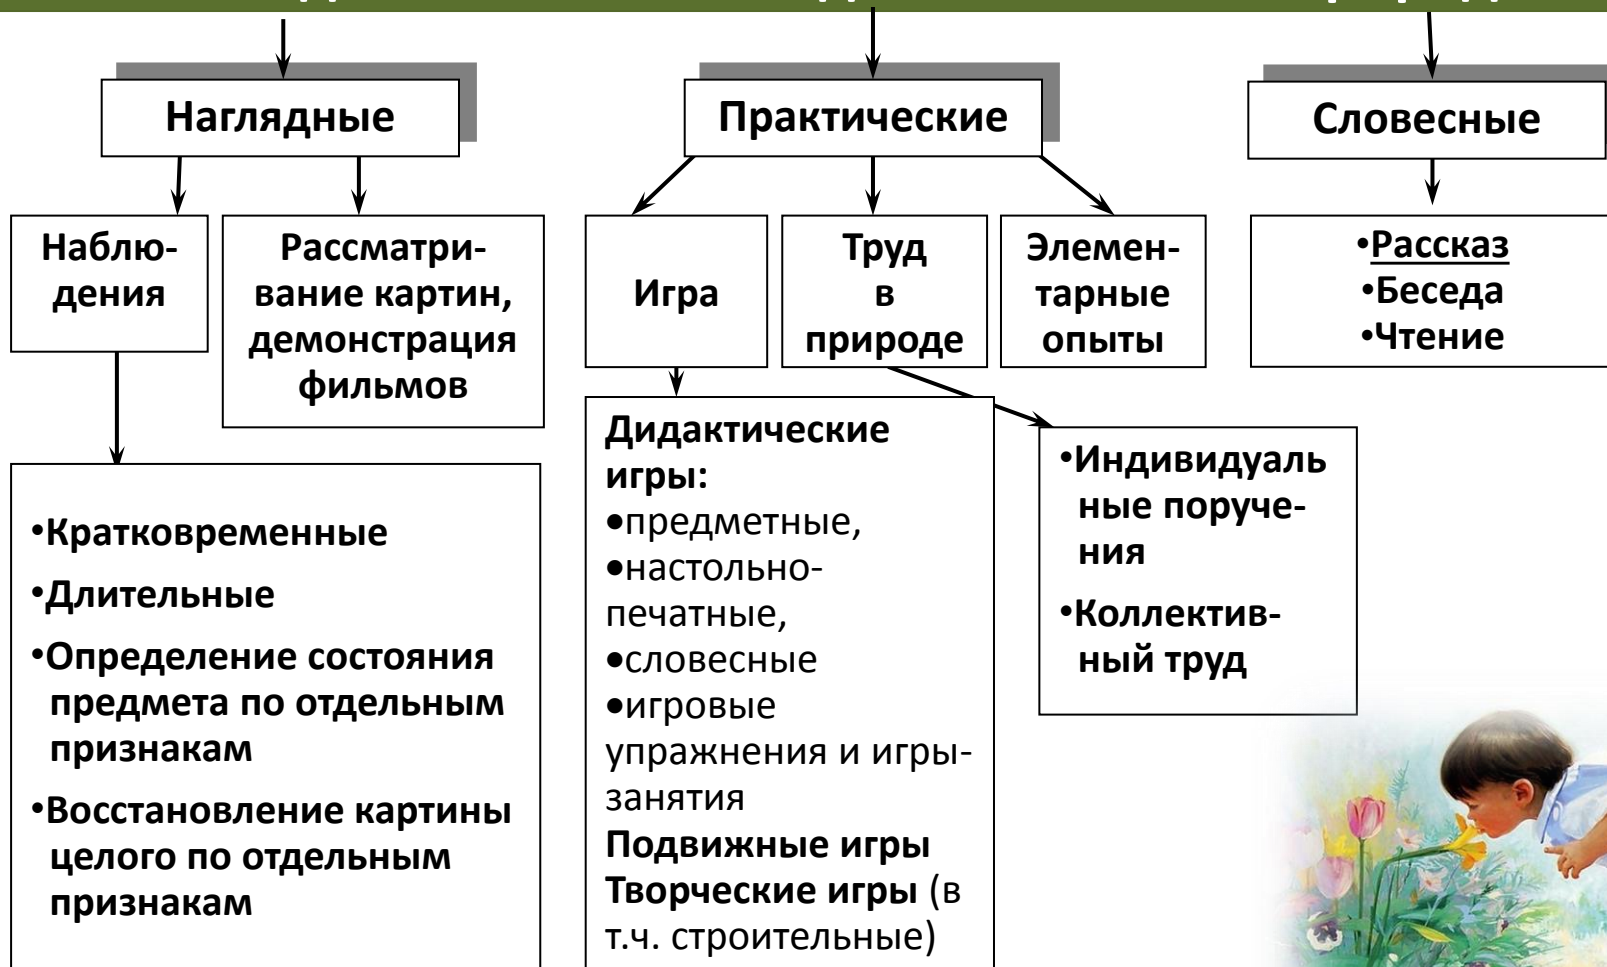 Наглядные
Практические
Словесные
Наблю-
дения
Рассматри-
вание картин,
демонстрация
фильмов
Игра
Труд
в
природе
Элемен-
тарные
опыты
•Рассказ
•Беседа
•Чтение
•Кратковременные
•Длительные
•Определение состояния
предмета по отдельным
признакам
•Восстановление картины
целого по отдельным
признакам
Дидактические
игры:
•предметные,
•настольно-
печатные,
•словесные
•игровые
упражнения и игры-
занятия
Подвижные игры
Творческие игры (в
т.ч. строительные)
•Индивидуаль
ные поруче-
ния
•Коллектив-
ный труд